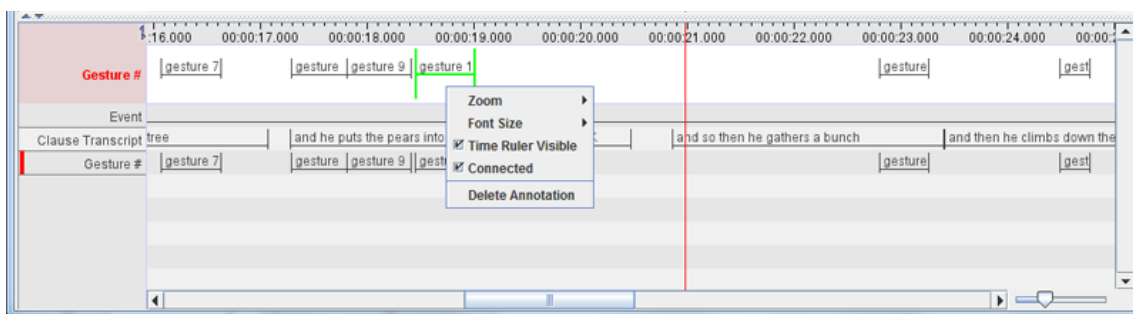 :16.000 00:00:17.000 00:00:18.000 00:00:19.000 00:00:20.000 00:00:21.000 00:00:22.000 00:00:23.000 00:00:24.000 00:00:
Gesture # gesture 7 gesture gesture 9 gesture 1 gesture gest
Zoom
Event Font Size
Clause Transcript tree and he puts the pears into and so then he gathers a bunch and then he climbs down the
Time Ruler Visible
Gesture # gesture 7 gesture gesture 9 gest gesture gest
Connected
Delete Annotation